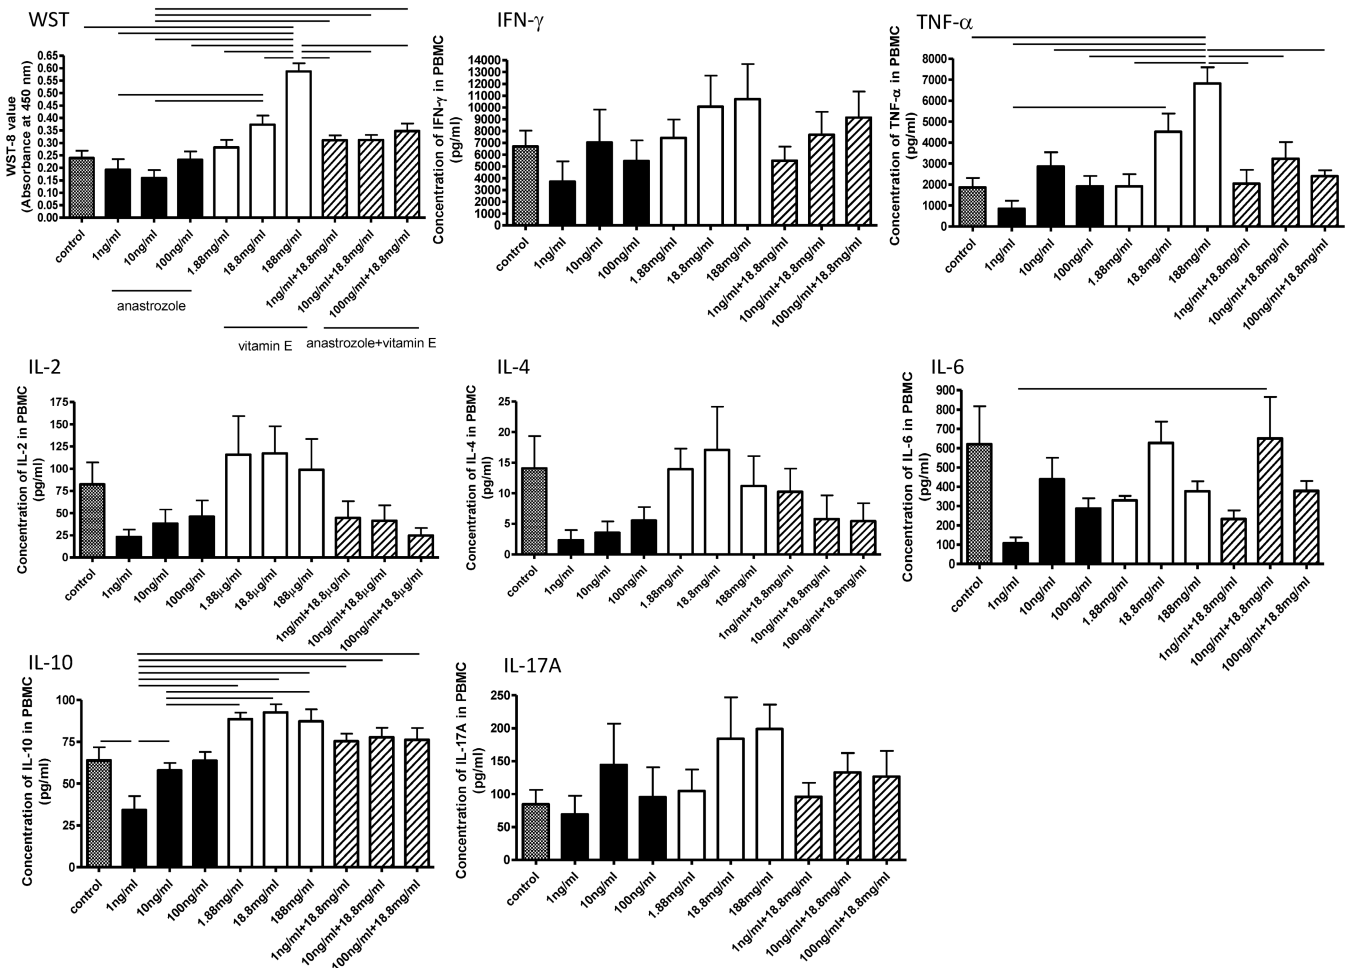 WST
WST-8 value
(Absorbance at 450 nm)
0.65
0.60
0.55
0.50
0.45
0.40
0.35
0.30
0.25
0.20
0.15
0.10
0.05
0.00
control
1ng/ml
10ng/ml
100ng/ml
1.88mg/ml
18.8mg/ml
188mg/ml
1ng/ml+18.8mg/ml
10ng/ml+18.8mg/ml
100ng/ml+18.8mg/ml
anastrozole
vitamin E
anastrozole+vitamin E
IFN-γ
Concentration of IFN-γ in PBMC
(pg/ml)
14000
13000
12000
11000
10000
9000
8000
7000
6000
5000
4000
3000
2000
1000
0
control
1ng/ml
10ng/ml
100ng/ml
1.88mg/ml
18.8mg/ml
188mg/ml
1ng/ml+18.8mg/ml
10ng/ml+18.8mg/ml
100ng/ml+18.8mg/ml
TNF-α
Concentration of TNF-α in PBMC
(pg/ml)
8000
7000
6000
5000
4000
3000
2000
1000
0
control
1ng/ml
10ng/ml
100ng/ml
1.88mg/ml
18.8mg/ml
188mg/ml
1ng/ml+18.8mg/ml
10ng/ml+18.8mg/ml
100ng/ml+18.8mg/ml
IL-2
Concentration of IL-2 in PBMC
(pg/ml)
175
150
125
100
75
50
25
0
control
1ng/ml
10ng/ml
100ng/ml
1.88μg/ml
18.8μg/ml
188μg/ml
1ng/ml+18.8μg/ml
10ng/ml+18.8μg/ml
100ng/ml+18.8μg/ml
IL-4
Concentration of IL-4 in PBMC
(pg/ml)
25
20
15
10
5
0
control
1ng/ml
10ng/ml
100ng/ml
1.88mg/ml
18.8mg/ml
188mg/ml
1ng/ml+18.8mg/ml
10ng/ml+18.8mg/ml
100ng/ml+18.8mg/ml
IL-6
Concentration of IL-6 in PBMC
(pg/ml)
900
800
700
600
500
400
300
200
100
0
control
1ng/ml
10ng/ml
100ng/ml
1.88mg/ml
18.8mg/ml
188mg/ml
1ng/ml+18.8mg/ml
10ng/ml+18.8mg/ml
100ng/ml+18.8mg/ml
IL-10
Concentration of IL-10 in PBMC
(pg/ml)
100
75
50
25
0
control
1ng/ml
10ng/ml
100ng/ml
1.88mg/ml
18.8mg/ml
188mg/ml
1ng/ml+18.8mg/ml
10ng/ml+18.8mg/ml
100ng/ml+18.8mg/ml
IL-17A
Concentration of IL-17A in PBMC
(pg/ml)
250
200
150
100
50
0
control
1ng/ml
10ng/ml
100ng/ml
1.88mg/ml
18.8mg/ml
188mg/ml
1ng/ml+18.8mg/ml
10ng/ml+18.8mg/ml
100ng/ml+18.8mg/ml